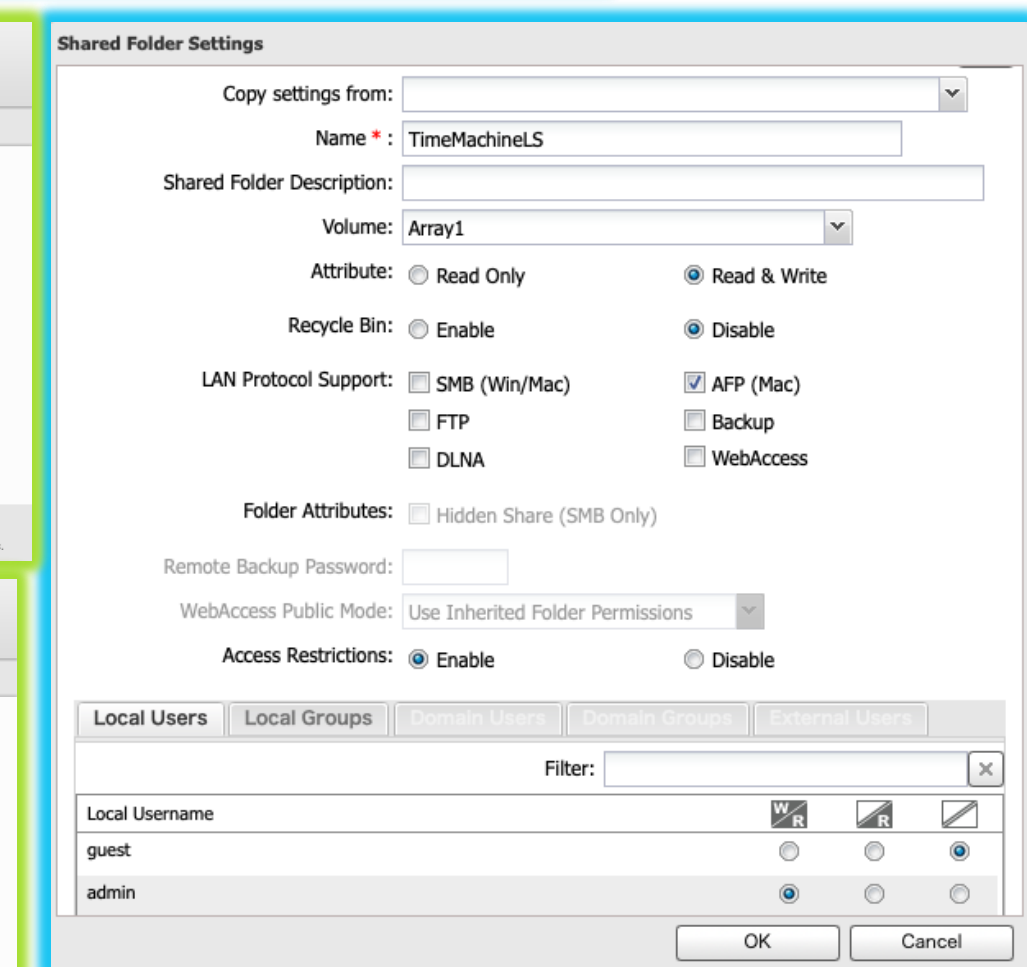 Shared Folder Settings
Copy settings from:
Name * : TimeMachineLS
Shared Folder Description:
Volume: Array1
Attribute: Read Only Read & Write
Recycle Bin: Enable Disable
LAN Protocol Support: SMB (Win/Mac) AFP (Mac)
FTP Backup
DLNA WebAccess
Folder Attributes: Hidden Share (SMB Only)
Remote Backup Password:
WebAccess Public Mode: Use Inherited Folder Permissions
Access Restrictions: Enable Disable
Local Users Local Groups Domain Users Domain Groups External Users
Filter:
Local Username W R R
guest
admin
OK Cancel